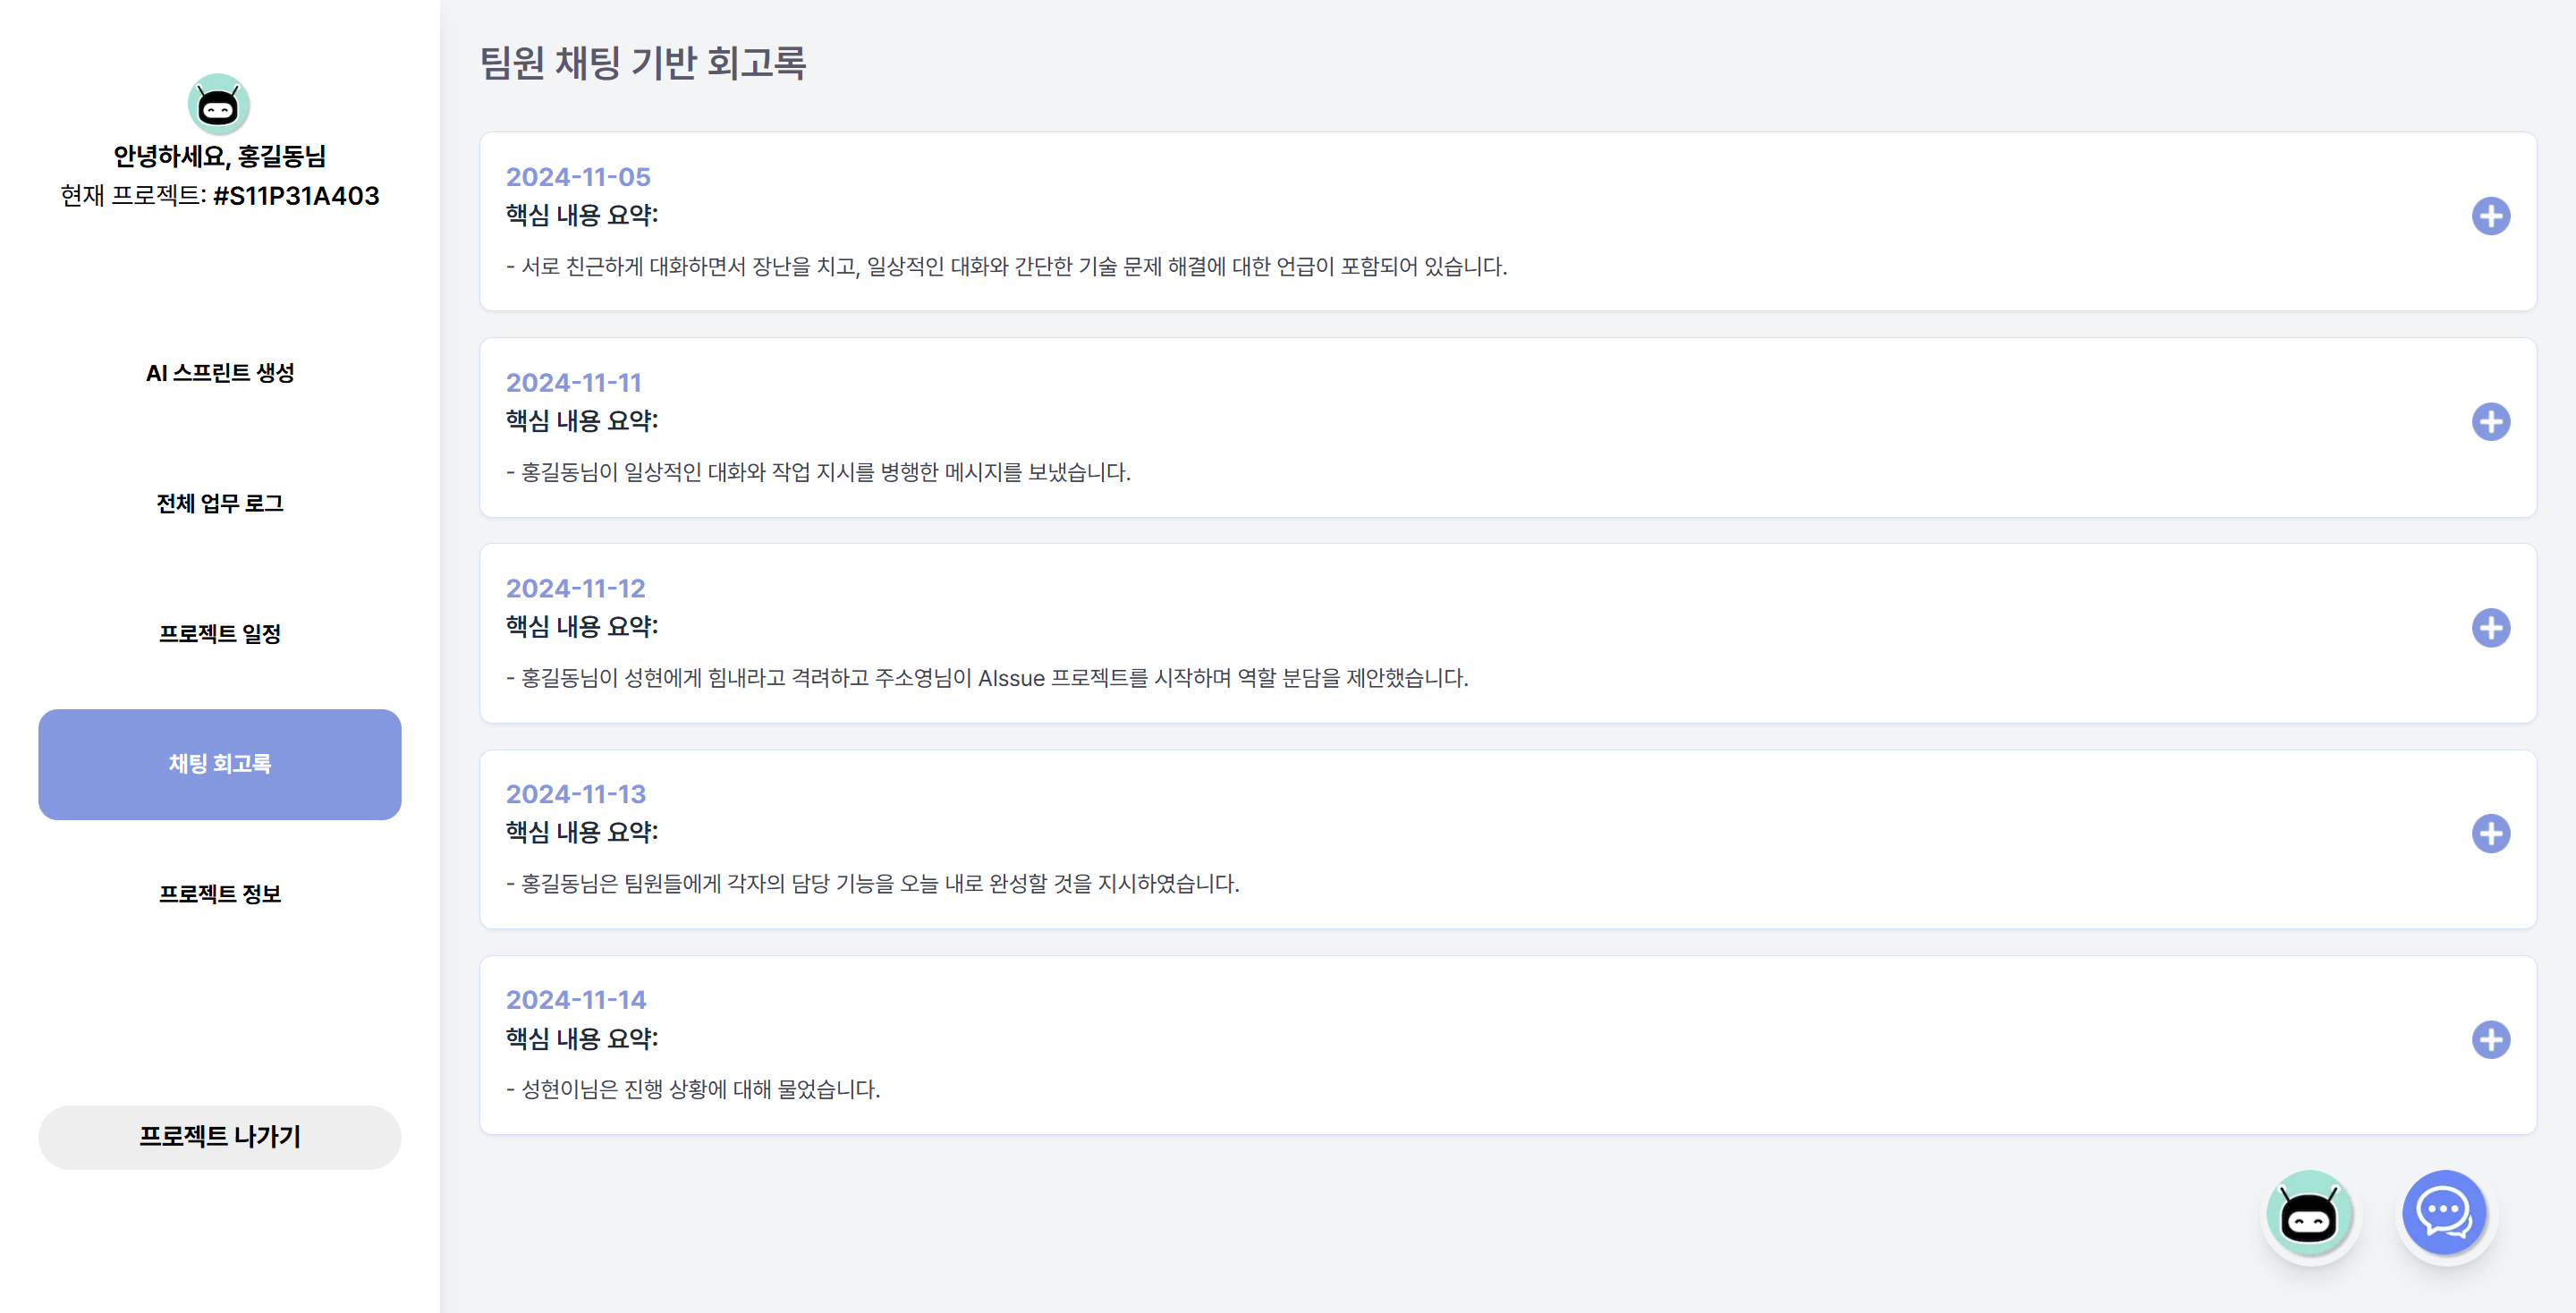 안녕하세요, 홍길동님
현재 프로젝트: #S11P31A403
AI 스프린트 생성
전체 업무 로그
프로젝트 일정
채팅 회고록
프로젝트 정보
프로젝트 나가기
팀원 채팅 기반 회고록
2024-11-05
핵심 내용 요약:
- 서로 친근하게 대화하면서 장난을 치고, 일상적인 대화와 간단한 기술 문제 해결에 대한 언급이 포함되어 있습니다.
2024-11-11
핵심 내용 요약:
- 홍길동님이 일상적인 대화와 작업 지시를 병행한 메시지를 보냈습니다.
2024-11-12
핵심 내용 요약:
- 홍길동님이 성현에게 힘내라고 격려하고 주소영님이 AIssue 프로젝트를 시작하며 역할 분담을 제안했습니다.
2024-11-13
핵심 내용 요약:
- 홍길동님은 팀원들에게 각자의 담당 기능을 오늘 내로 완성할 것을 지시하였습니다.
2024-11-14
핵심 내용 요약:
- 성현이님은 진행 상황에 대해 물었습니다.